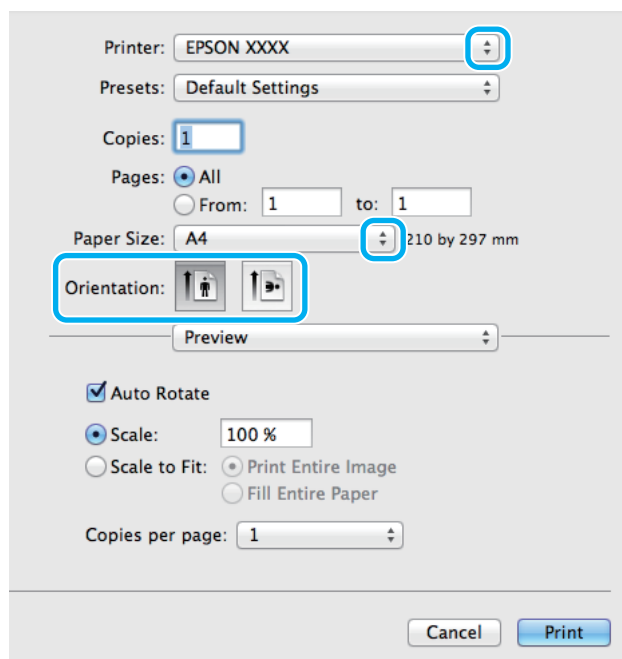 Printer: EPSON XXXX
Presets: Default Settings
Copies: 1
Pages: All
From: 1 to: 1
Paper Size: A4 210 by 297 mm
Orientation:
Preview
Auto Rotate
Scale: 100 %
Scale to Fit: Print Entire Image
Fill Entire Paper
Copies per page: 1
Cancel Print